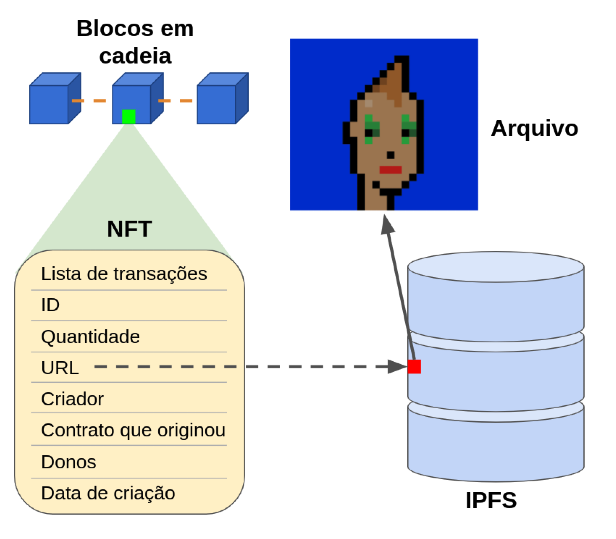 Blocos em
cadeia
Arquivo
NFT
Lista de transações
ID
Quantidade
URL
Criador
Contrato que originou
Donos
Data de criação
IPFS